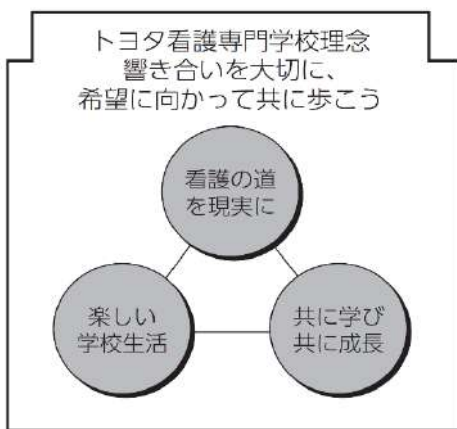 トヨタ看護専門学校理念
響き合いを大切に、
希望に向かって共に歩こう
看護の道
を現実に
楽しい
学校生活
共に学び
共に成長